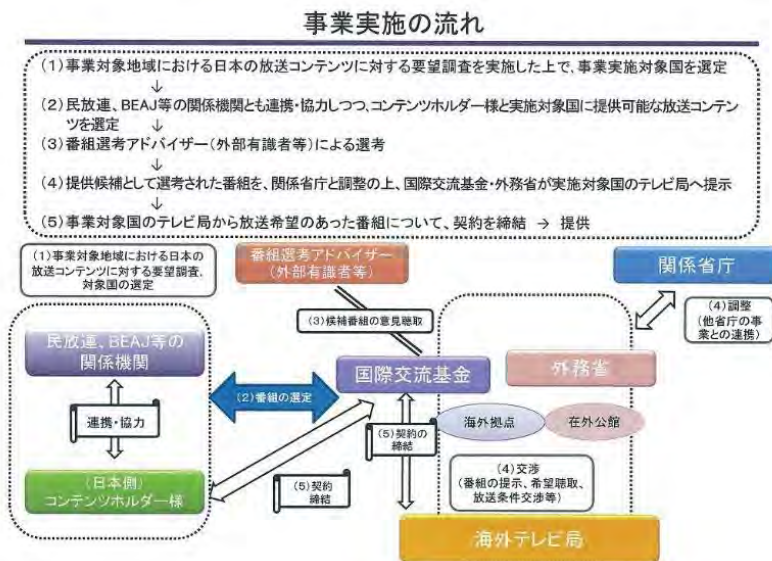 事業実施の流れ
(1)事業対象地域における日本の放送コンテンツに対する要望調査を実施した上で、事業実施対象国を選定
↓
(2)民放連、BEAJ等の関係機関とも連携・協力しつつ、コンテンツホルダー様と実施対象国に提供可能な放送コンテン
ツを選定
↓
(3)番組選考アドバイザー(外部有識者等)による選考
↓
(4)提供候補として選考された番組を、関係省庁と調整の上、国際交流基金・外務省が実施対象国のテレビ局へ提示
↓
(5)事業対象国のテレビ局から放送希望のあった番組について、契約を締結 → 提供
(1)事業対象地域における日本の
放送コンテンツに対する要望調査、
対象国の選定
番組選考アドバイザー
(外部有識者等)
関係省庁
(3)候補番組の意見聴取
(4)調整
(他省庁の事
業との連携)
民放連、BEAJ等の
関係機関
国際交流基金
外務省
(2)番組の選定
連携・協力
海外拠点
在外公館
(5)契約の
締結
(日本側)
コンテンツホルダー様
(5)契約
締結
(4)交渉
(番組の提示、希望聴取、
放送条件交渉等)
海外テレビ局